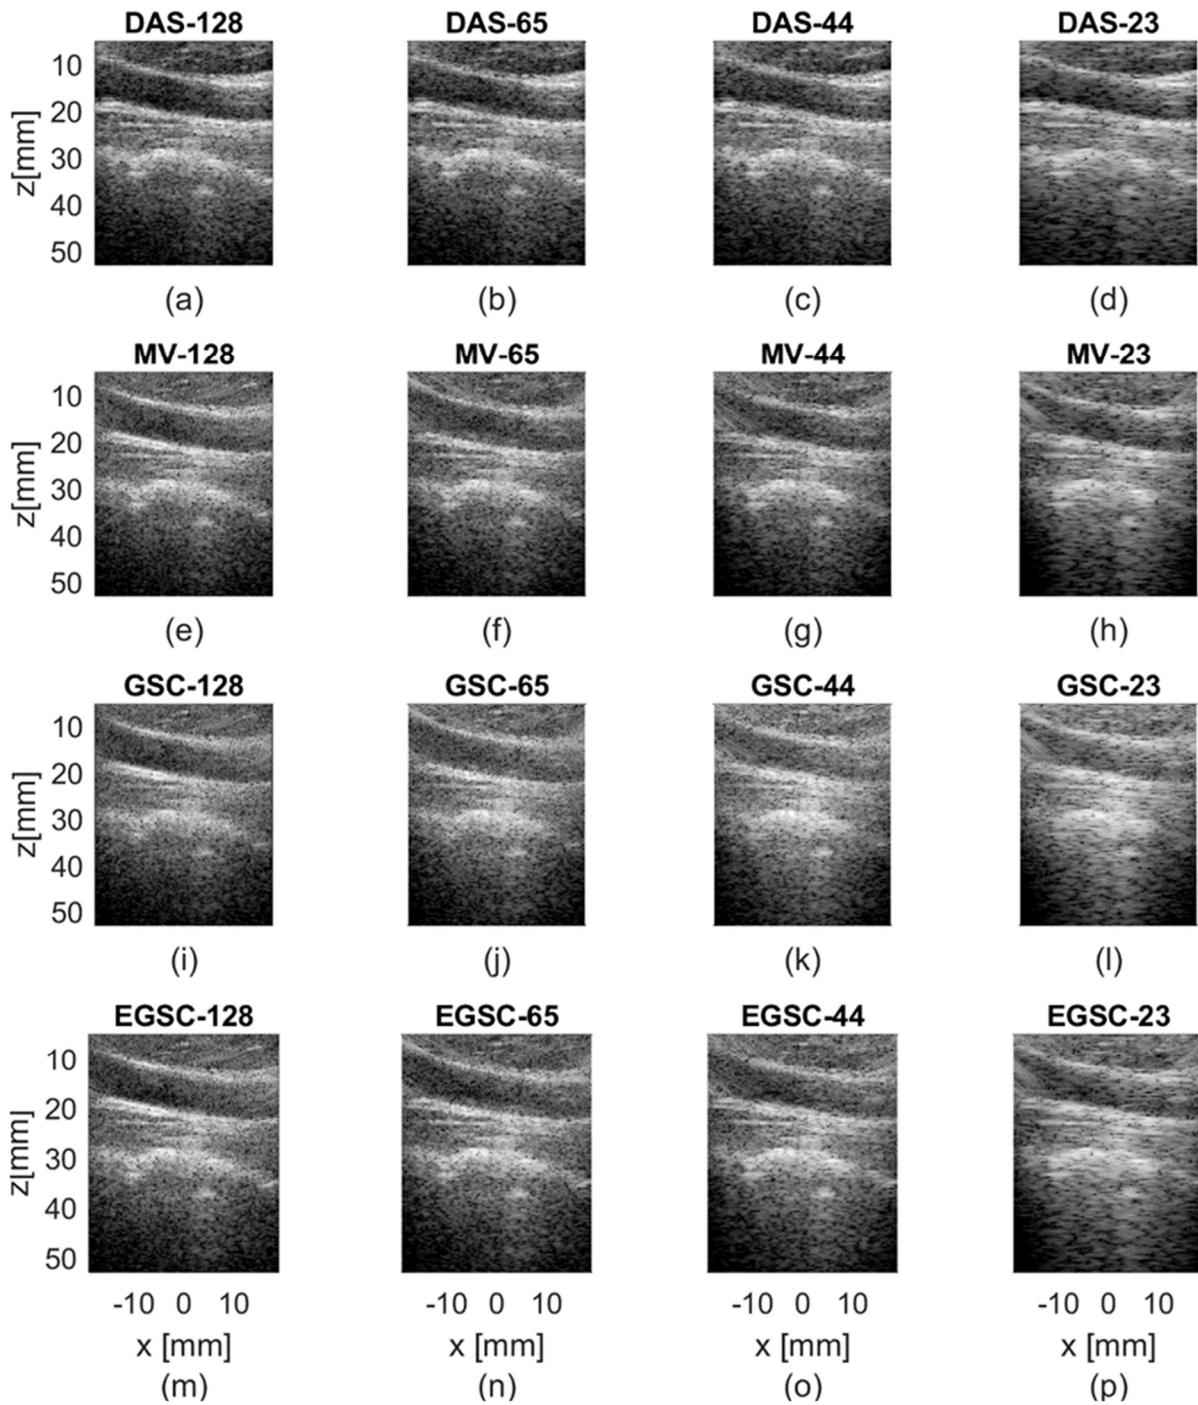 DAS-128 DAS-65 DAS-44 DAS-23
10
20
30
40
50
z[mm]
(a) (b) (c) (d)
MV-128 MV-65 MV-44 MV-23
10
20
30
40
50
z[mm]
(e) (f) (g) (h)
GSC-128 GSC-65 GSC-44 GSC-23
10
20
30
40
50
z[mm]
(i) (j) (k) (l)
EGSC-128 EGSC-65 EGSC-44 EGSC-23
10
20
30
40
50
z[mm]
-10 0 10 -10 0 10 -10 0 10 -10 0 10
x [mm] x [mm] x [mm] x [mm]
(m) (n) (o) (p)